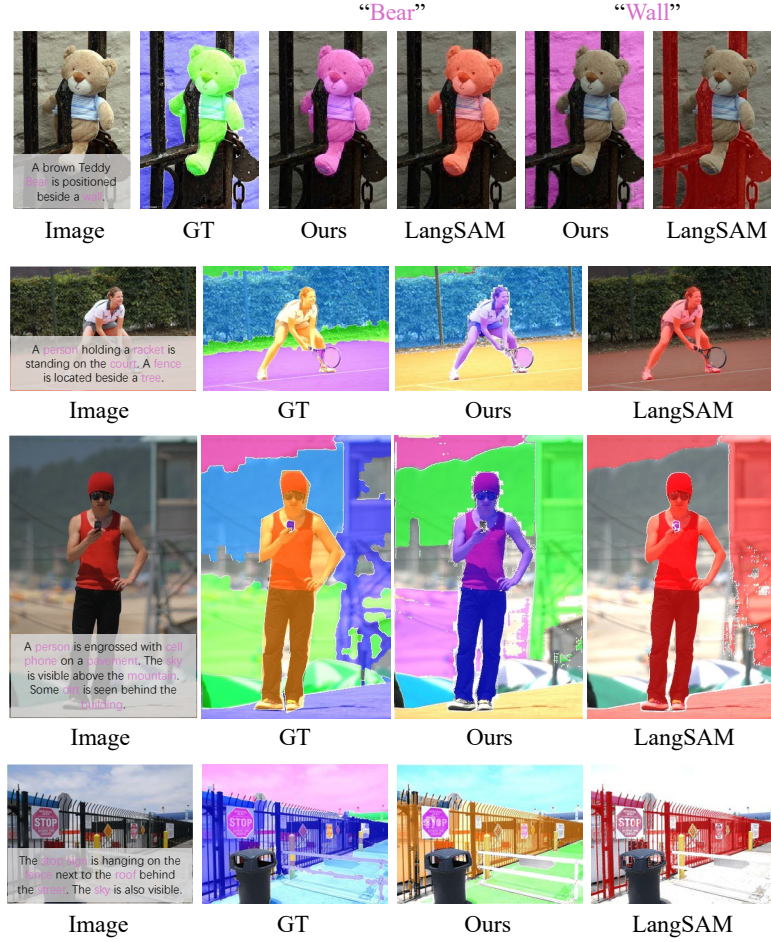 “Bear” “Wall”
A brown Teddy
Bear is positioned
beside a wall.
Image GT Ours LangSAM Ours LangSAM
A person holding a racket is
standing on the court. A fence
is located beside a tree.
Image GT Ours LangSAM
A person is engrossed with cell
phone on a pavement. The sky
is visible above the mountain.
Some dirt is seen behind the
building.
Image GT Ours LangSAM
STOP STOP STOP STOP
The stop sign is hanging on the
fence next to the roof behind
the street. The sky is also visible.
Image GT Ours LangSAM